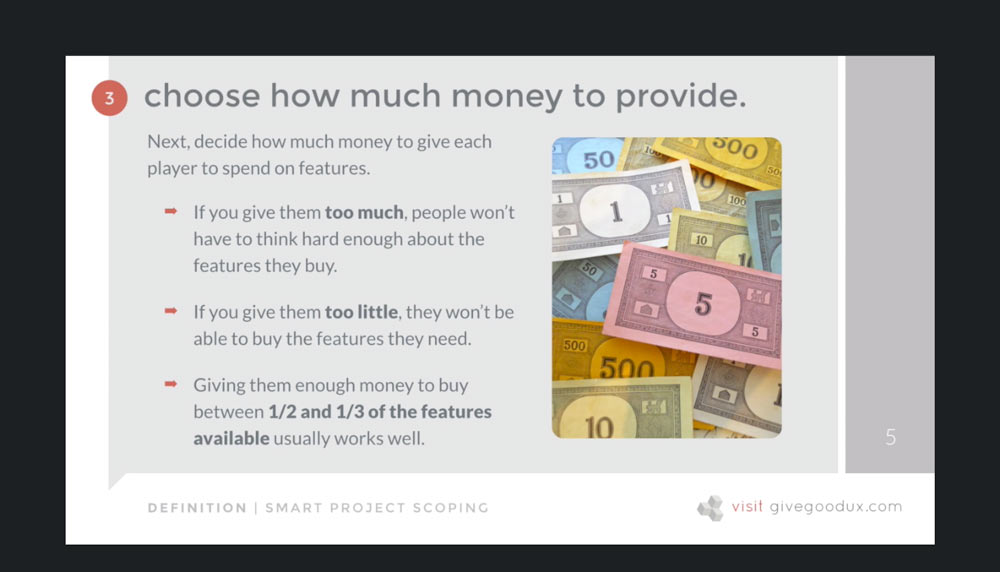 3
choose how much money to provide.
Next, decide how much money to give each
player to spend on features.
If you give them too much, people won't
have to think hard enough about the
features they buy.
If you give them too little, they won't be
able to buy the features they need.
Giving them enough money to buy
between 1/2 and 1/3 of the features
available usually works well.
50
500
100
1
1
1
10
50
5
5
5
500
500
10
5
DEFINITION | SMART PROJECT SCOPING
visit givegoodux.com